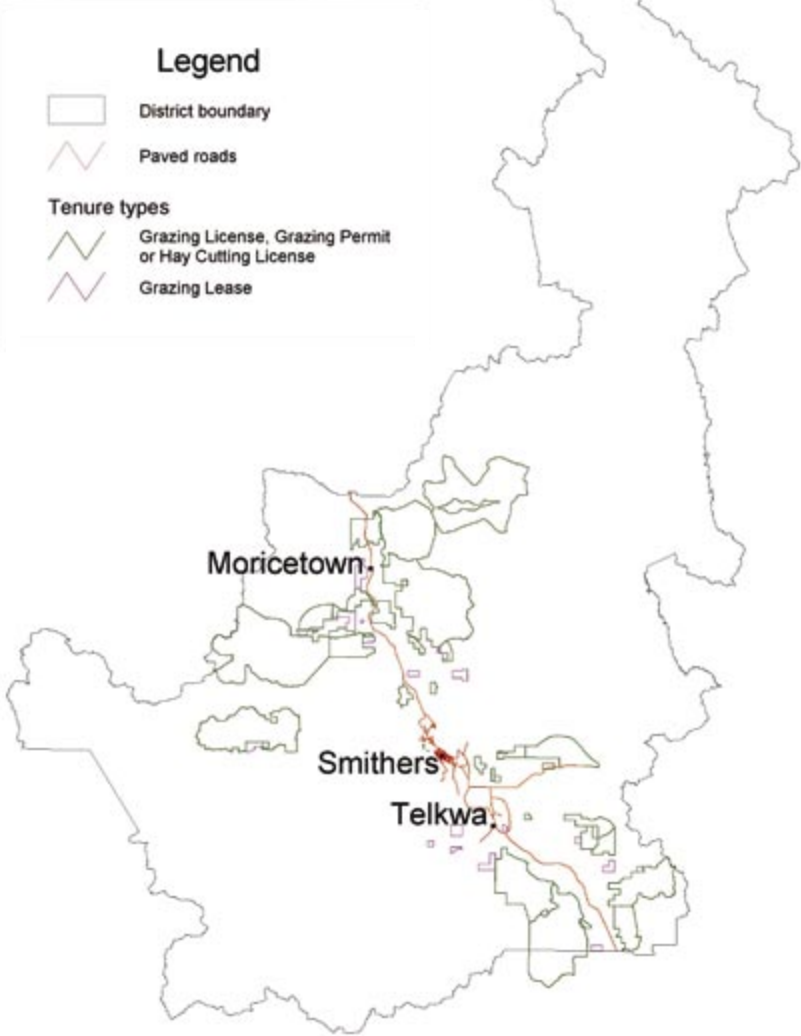 Legend
District boundary
Paved roads
Tenure types
Grazing License, Grazing Permit
or Hay Cutting License
Grazing Lease
Moricetown
Smithers
Telkwa